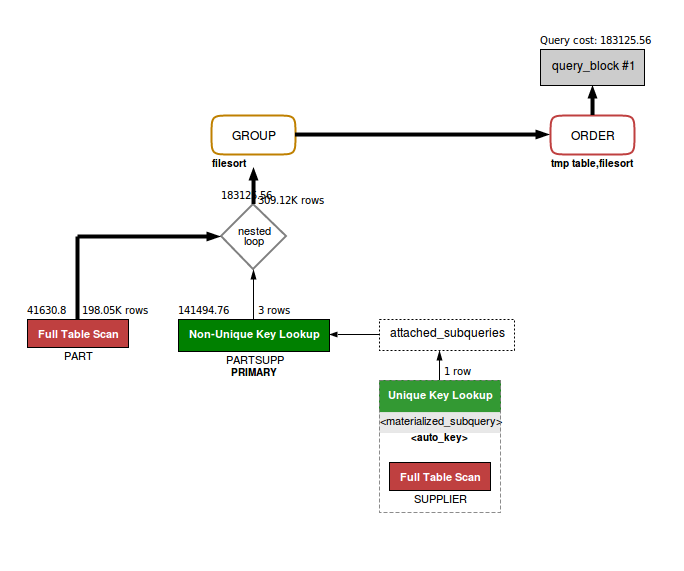 Query cost: 183125.56
query_block #1
GROUP
ORDER
filesort
tmp table,filesort
183125.56
309.12K rows
nested
loop
41630.8
198.05K rows
141494.76
3 rows
Full Table Scan
Non-Unique Key Lookup
attached_subqueries
PART
PARTSUPP
PRIMARY
1 row
Unique Key Lookup
<materialized_subquery>
<auto_key>
Full Table Scan
SUPPLIER